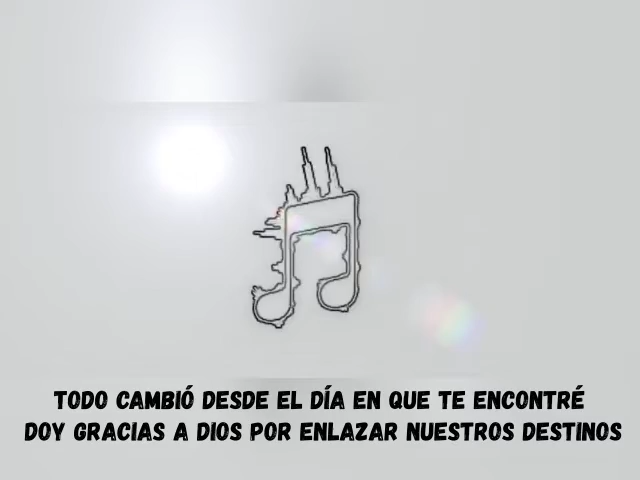 TODO CAMBIÓ DESDE EL DÍA EN QUE TE ENCONTRÉ
DOY GRACIAS A DIOS POR ENLAZAR NUESTROS DESTINOS